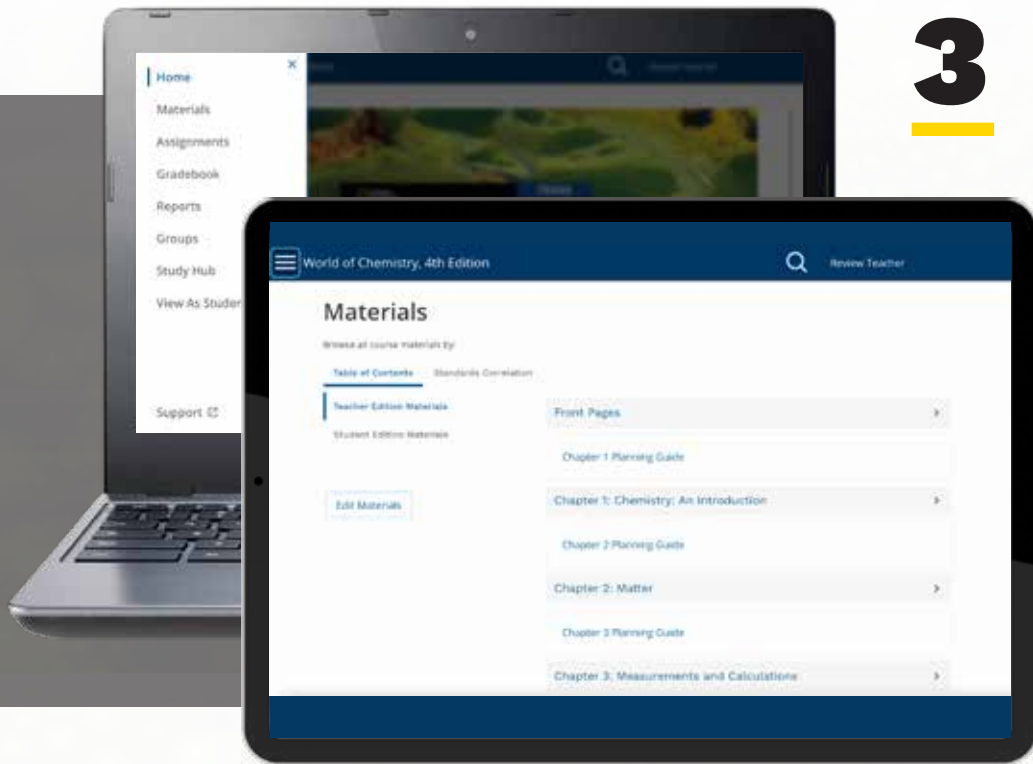 3
Home
×
Materials
Assignments
Gradebook
Reports
Groups
Study Hub
View As Studen
Support
World of Chemistry, 4th Edition
Review Teacher
Materials
Browse all course materials by:
Table of Contents
Standards Correlation
Teacher Edition Materials
Student Edition Materials
Edit Materials
Front Pages
Chapter 1 Planning Guide
Chapter 1: Chemistry: An Introduction
Chapter 2 Planning Guide
Chapter 2: Matter
Chapter 3 Planning Guide
Chapter 3: Measurements and Calculations